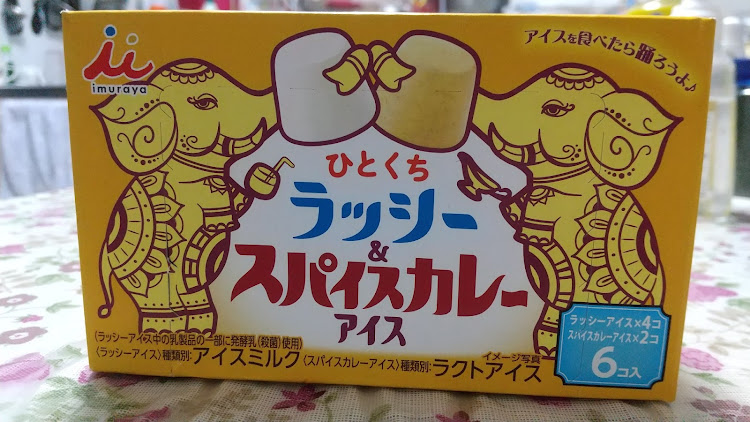 imuraya
アイスを食べたら踊ろうよ♪
ひとくち
ラッシー
&
スパイスカレー
アイス
ラッシーアイス×4コ
スパイスカレーアイス×2コ
6コ入
(ラッシーアイス中の乳製品の一部に発酵乳(殺菌)使用)
イメージ写真
〈ラッシーアイス〉種類別:アイスミルク 〈スパイスカレーアイス〉種類別:ラクトアイス